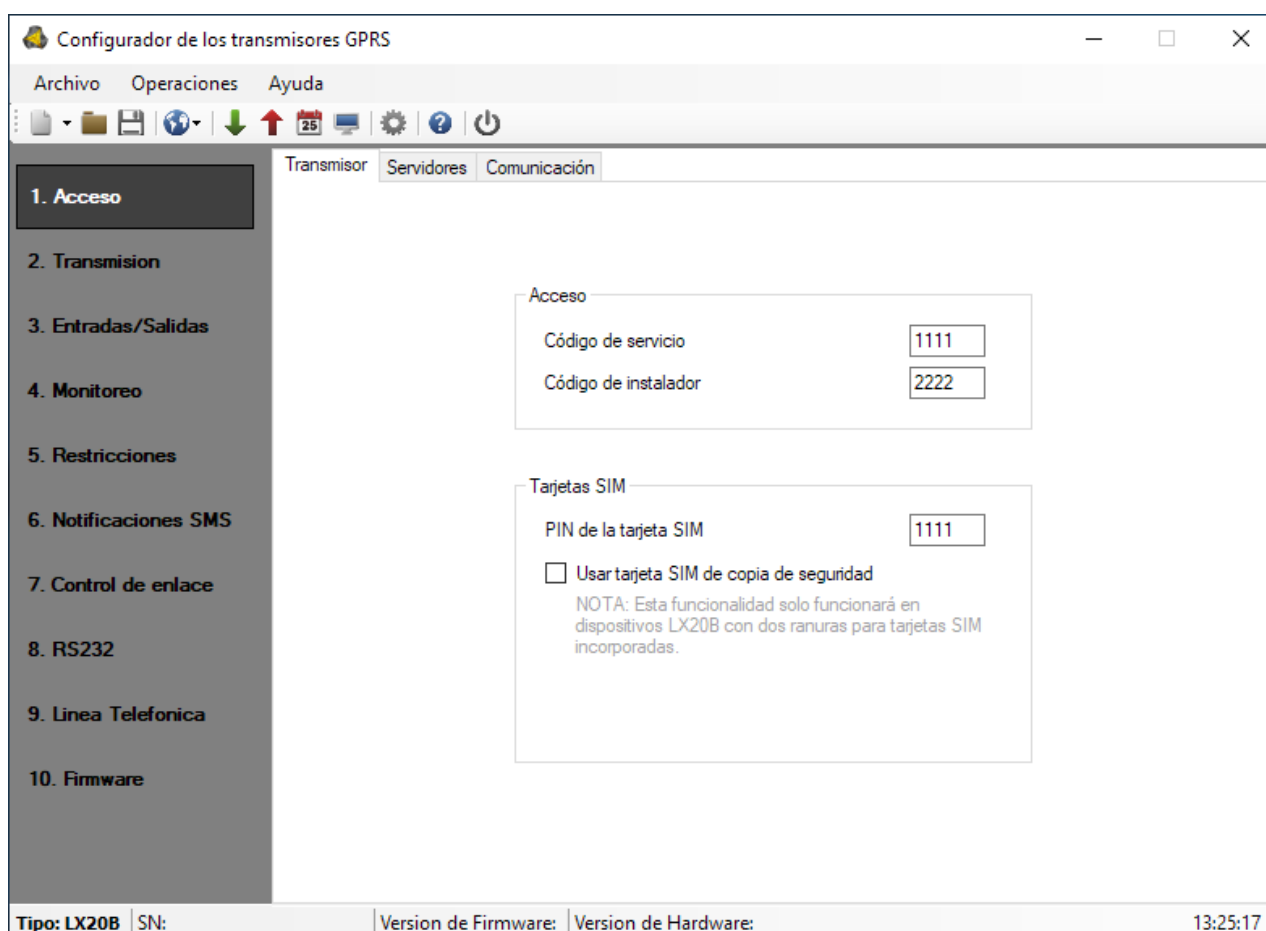 Configurador de los transmisores GPRS
Archivo Operaciones Ayuda
25
Transmisor Servidores Comunicación
1. Acceso
2. Transmision
3. Entradas/Salidas
4. Monitoreo
5. Restricciones
6. Notificaciones SMS
7. Control de enlace
8. RS232
9. Linea Telefonica
10. Firmware
Acceso
Código de servicio 1111
Código de instalador 2222
Tarjetas SIM
PIN de la tarjeta SIM 1111
Usar tarjeta SIM de copia de seguridad
NOTA: Esta funcionalidad solo funcionará en
dispositivos LX20B con dos ranuras para tarjetas SIM
incorporadas.
Tipo: LX20B SN: Version de Firmware: Version de Hardware: 13:25:17